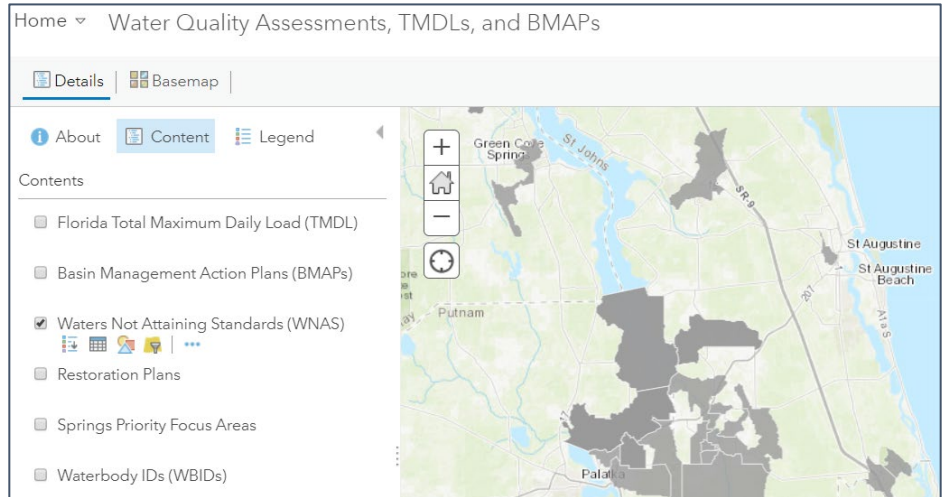 Home Water Quality Assessments, TMDLs, and BMAPs
Details Basemap
About Content Legend
Contents
Florida Total Maximum Daily Load (TMDL)
Basin Management Action Plans (BMAPs)
Waters Not Attaining Standards (WNAS)
Restoration Plans
Springs Priority Focus Areas
Waterbody IDs (WBIDs)
Green Cove
Spring
St Johns
SR-9
St Augustine
St Augustine
Beach
207
A1a S
Putnam
Palatka